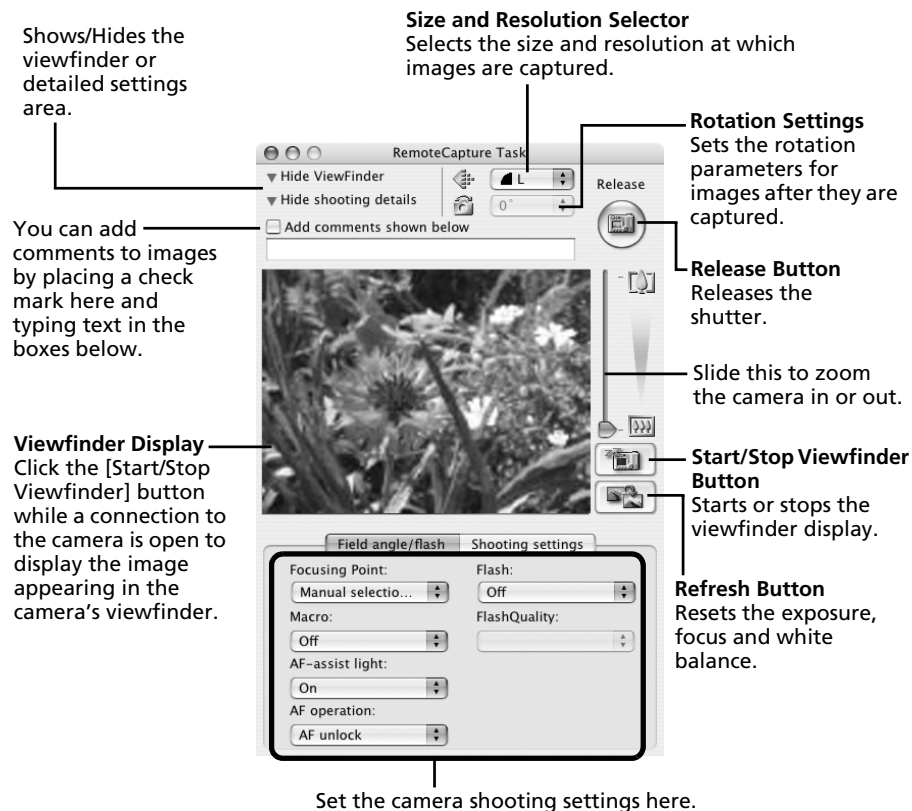 Size and Resolution Selector
Selects the size and resolution at which
images are captured.
Shows/Hides the
viewfinder or
detailed settings
area.
Rotation Settings
Sets the rotation
parameters for
images after they are
captured.
RemoteCapture Task
Hide ViewFinder
L
Release
Hide shooting details
0°
Add comments shown below
You can add
comments to images
by placing a check
mark here and
typing text in the
boxes below.
Release Button
Releases the
shutter.
Slide this to zoom
the camera in or out.
Viewfinder Display
Click the [Start/Stop
Viewfinder] button
while a connection to
the camera is open to
display the image
appearing in the
camera's viewfinder.
Start/Stop Viewfinder
Button
Starts or stops the
viewfinder display.
Refresh Button
Resets the exposure,
focus and white
balance.
Field angle/flash
Shooting settings
Focusing Point:
Manual selectio...
Flash:
Off
Macro:
Off
FlashQuality:
AF-assist light:
On
AF operation:
AF unlock
Set the camera shooting settings here.